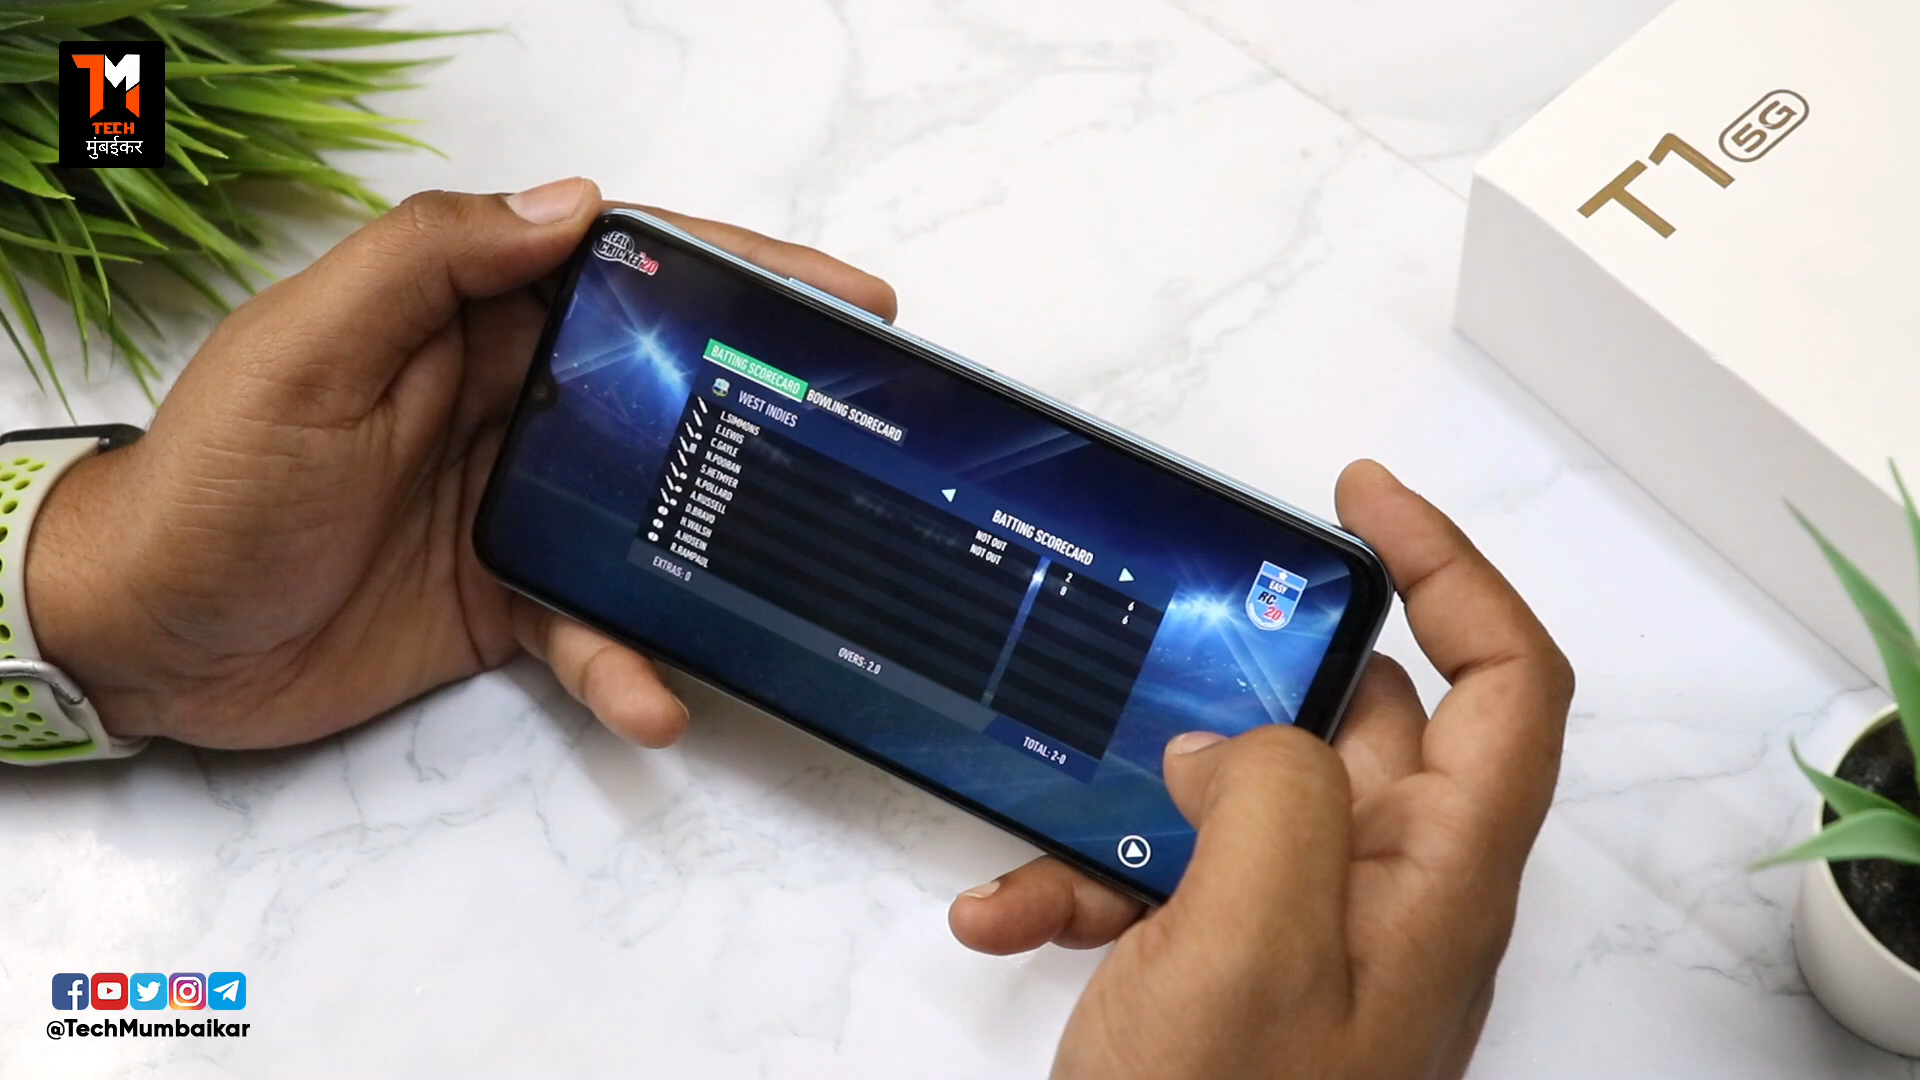 TM
TECH
मुंबईकर
T1 5G
REAL
CRICKET 20
BATTING SCORECARD
BOWLING SCORECARD
WEST INDIES
BATTING SCORECARD
L.SIMMONS NOT OUT 2 6
E.LEWIS NOT OUT 0 6
C.GAYLE
N.POORAN
S.HETMYER
K.POLLARD
A.RUSSELL
D.BRAVO
H.WALSH
A.HOSEIN
R.RAMPAUL
EXTRAS: 0
OVERS: 2.0
TOTAL: 2-0
EASY
RC
20
@TechMumbaikar